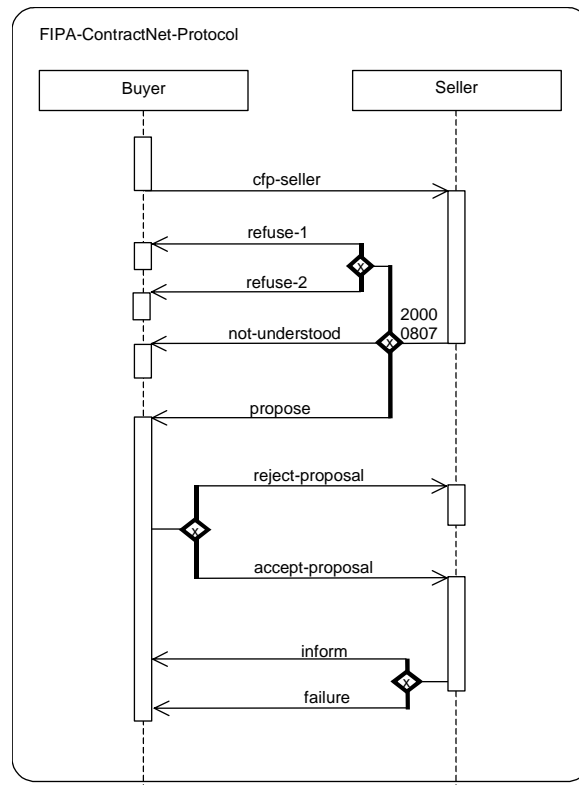 FIPA-ContractNet-Protocol
Buyer
Seller
cfp-seller
refuse-1
x
refuse-2
2000
0807
not-understood
x
propose
reject-proposal
x
accept-proposal
inform
x
failure